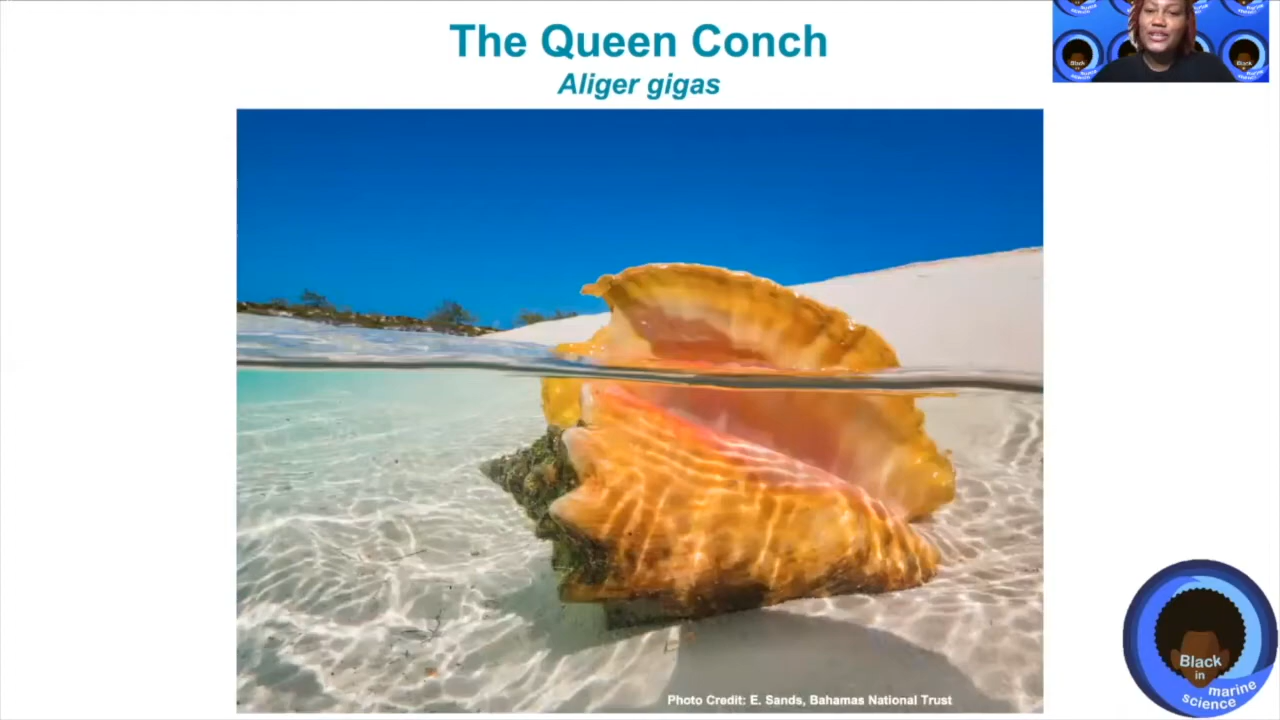 The Queen Conch
Aliger gigas
Photo Credit: E. Sands, Bahamas National Trust
Black
in
marine
science